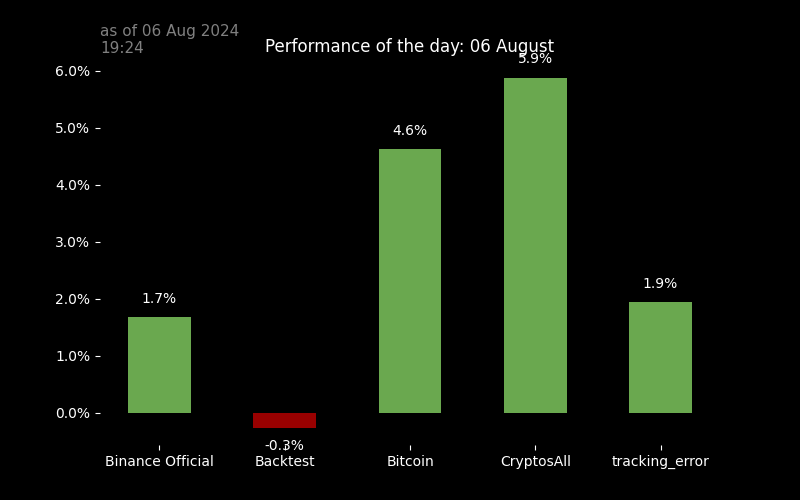 as of 06 Aug 2024
19:24
Performance of the day: 06 August
6.0%
5.0%
4.0%
3.0%
2.0%
1.0%
0.0%
1.7%
-0.3%
4.6%
5.9%
1.9%
Binance Official
Backtest
Bitcoin
CryptosAll
tracking_error